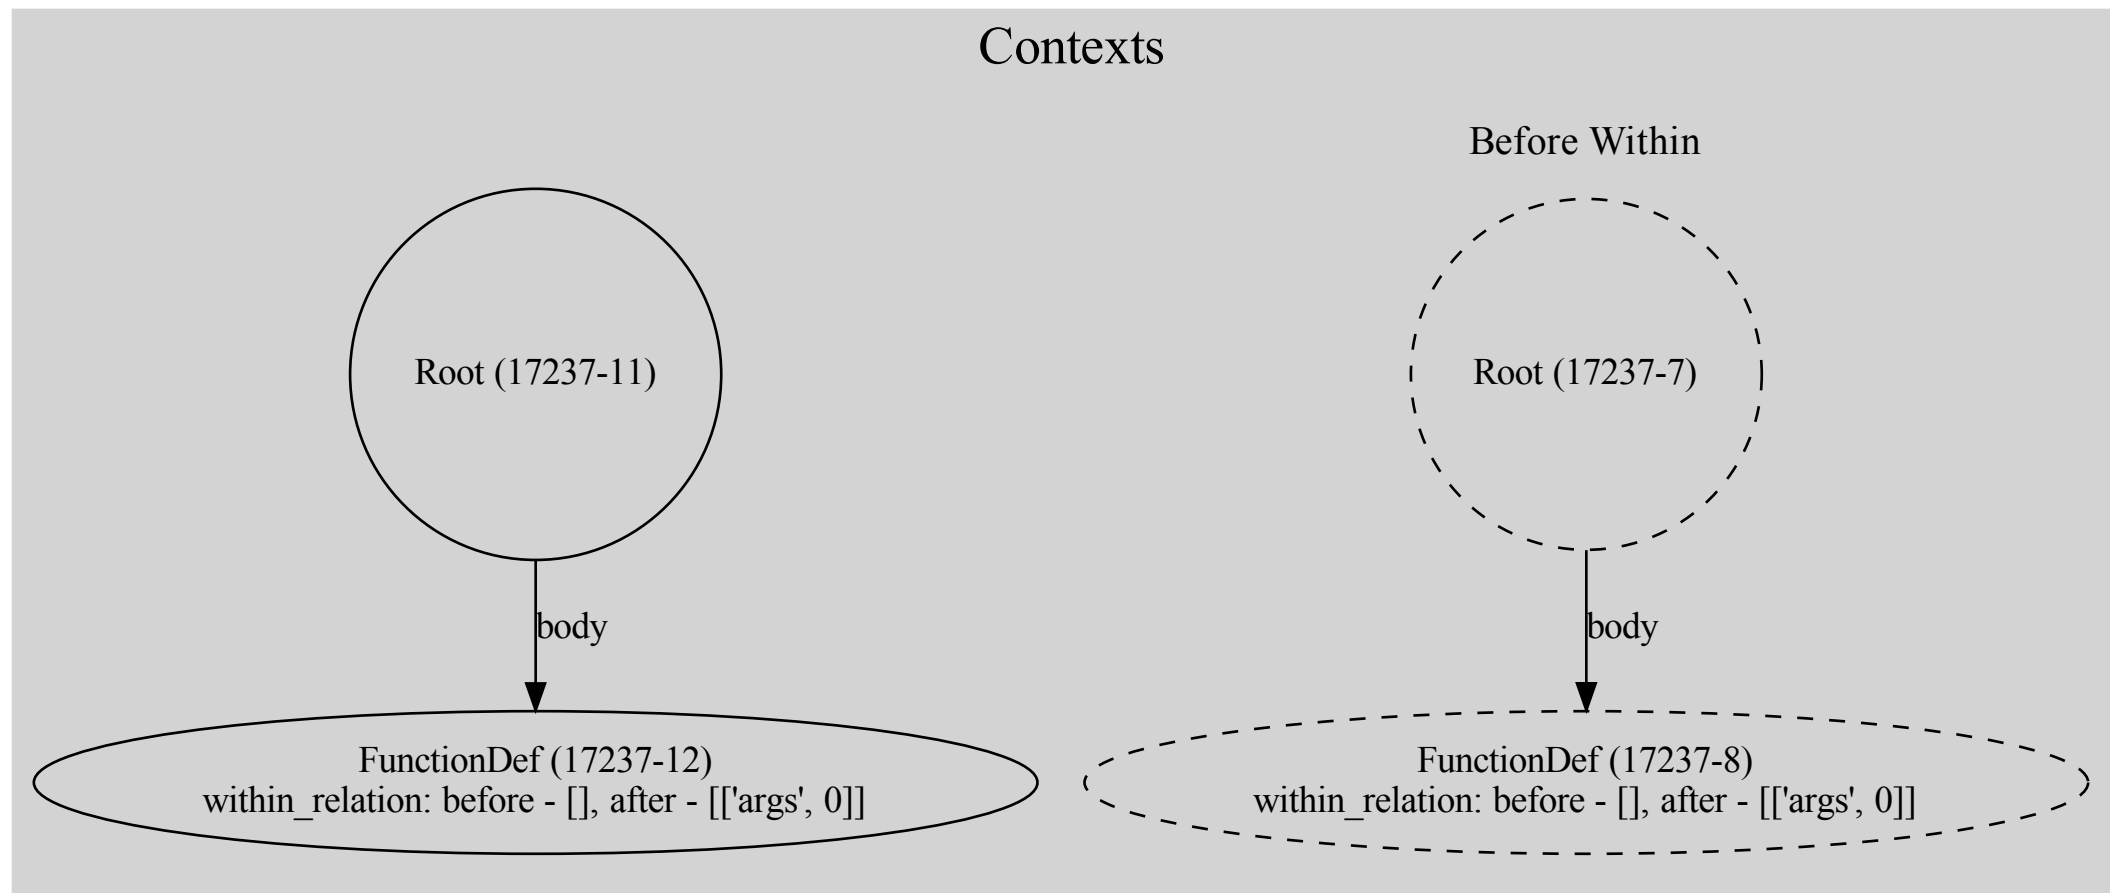 Contexts
Before Within
Root (17237-11)
Root (17237-7)
body
body
FunctionDef (17237-12)
within_relation: before - [], after - [['args', 0]]
FunctionDef (17237-8)
within_relation: before - [], after - [['args', 0]]